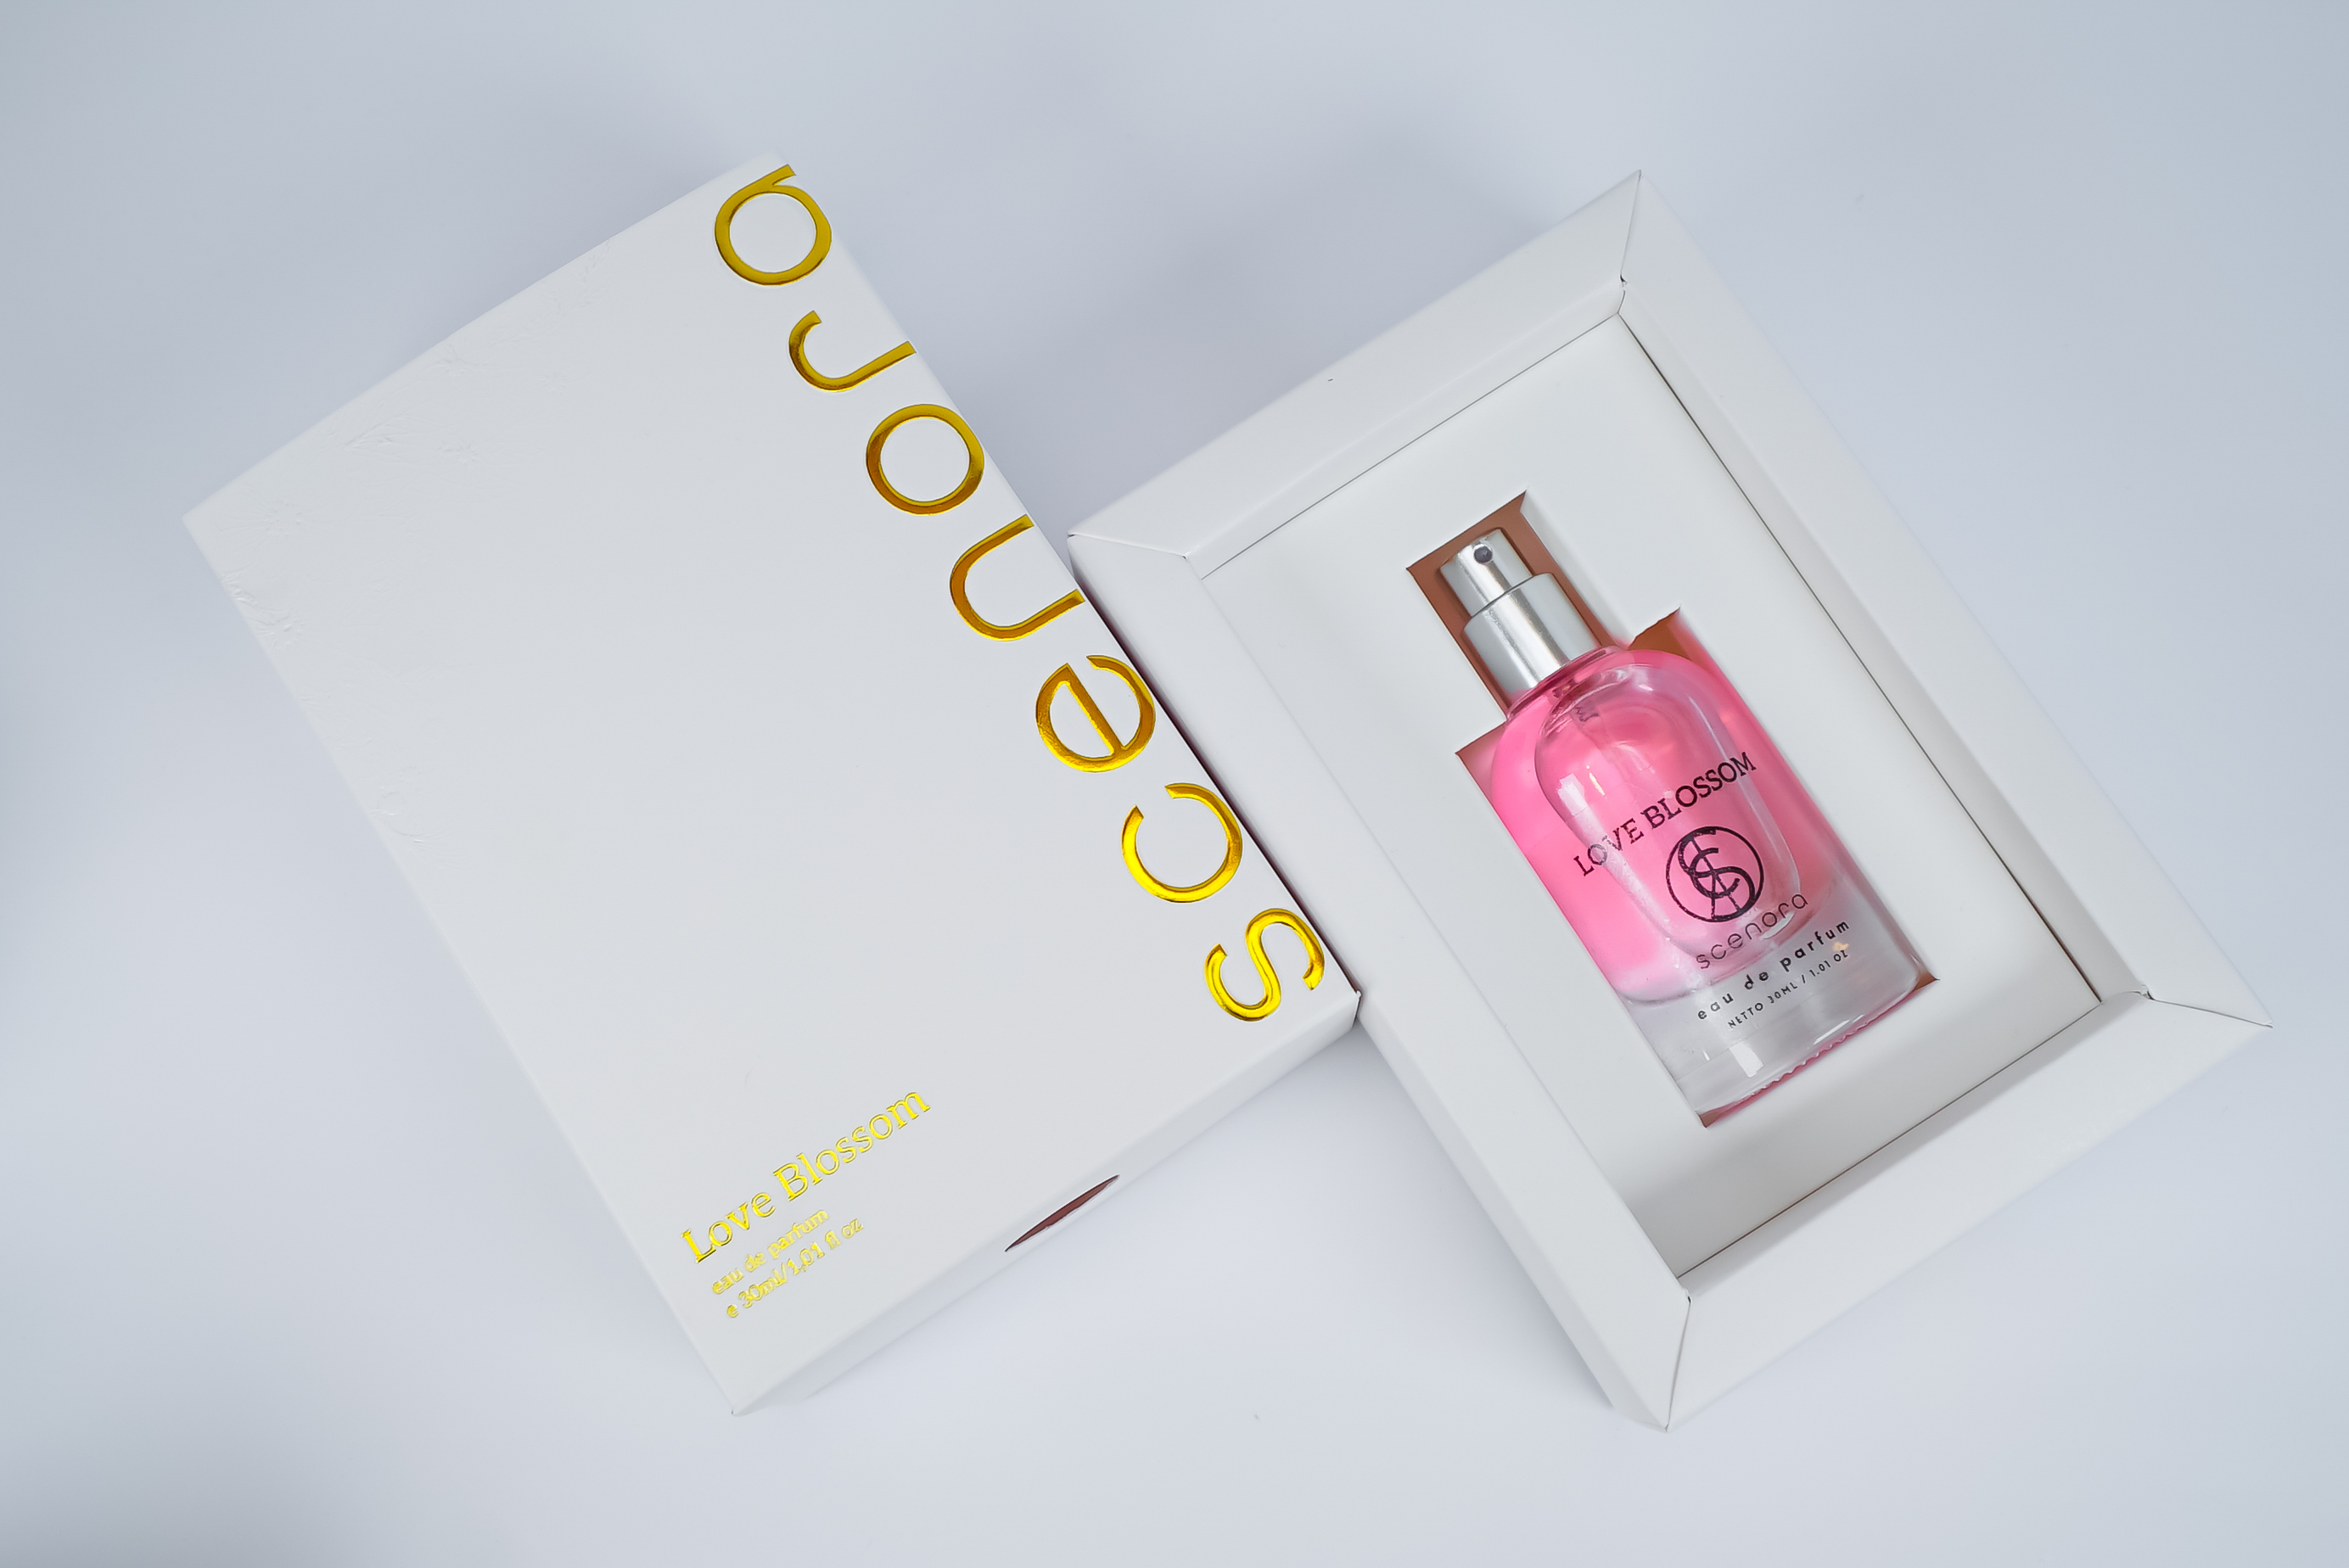 scenora
Love Blossom
eau de parfum
e 30ml/1,01 fl oz
LOVE BLOSSOM
scenora
eau de parfum
NETTO 30ML / 1.01 OZ